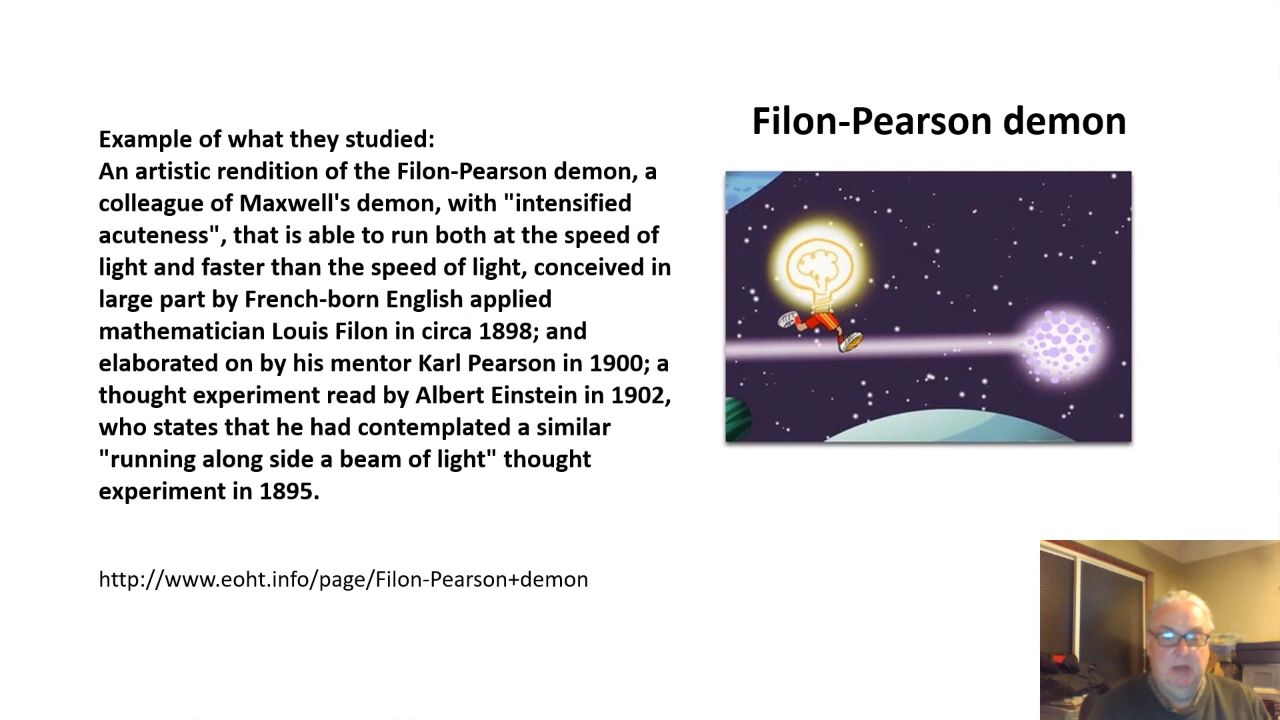 Filon-Pearson demon
Example of what they studied:
An artistic rendition of the Filon-Pearson demon, a
colleague of Maxwell's demon, with "intensified
acuteness", that is able to run both at the speed of
light and faster than the speed of light, conceived in
large part by French-born English applied
mathematician Louis Filon in circa 1898; and
elaborated on by his mentor Karl Pearson in 1900; a
thought experiment read by Albert Einstein in 1902,
who states that he had contemplated a similar
"running along side a beam of light" thought
experiment in 1895.
http://www.eoht.info/page/Filon-Pearson+demon